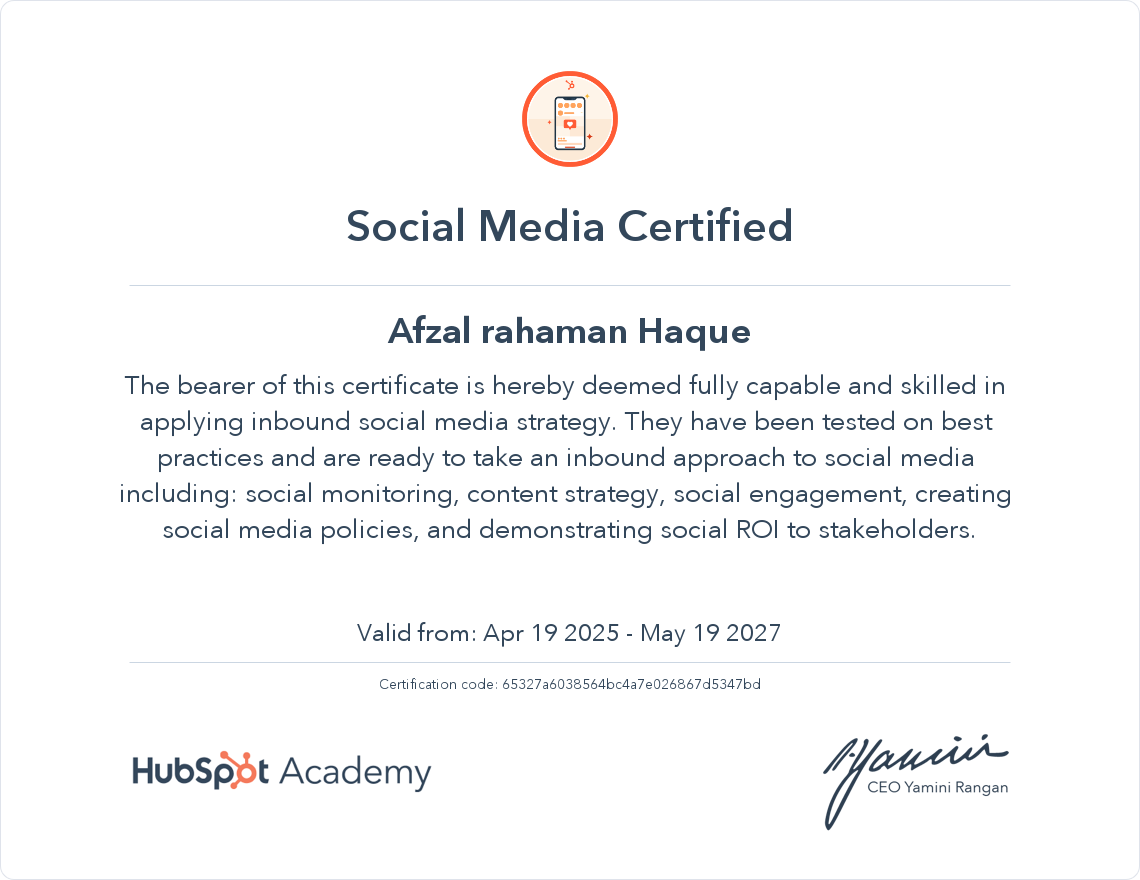 Social Media Certified
Afzal rahaman Haque
The bearer of this certificate is hereby deemed fully capable and skilled in
applying inbound social media strategy. They have been tested on best
practices and are ready to take an inbound approach to social media
including: social monitoring, content strategy, social engagement, creating
social media policies, and demonstrating social ROI to stakeholders.
Valid from: Apr 19 2025 - May 19 2027
Certification code: 65327a6038564bc4a7e026867d5347bd
HubSpot Academy
Yamini
CEO Yamini Rangan